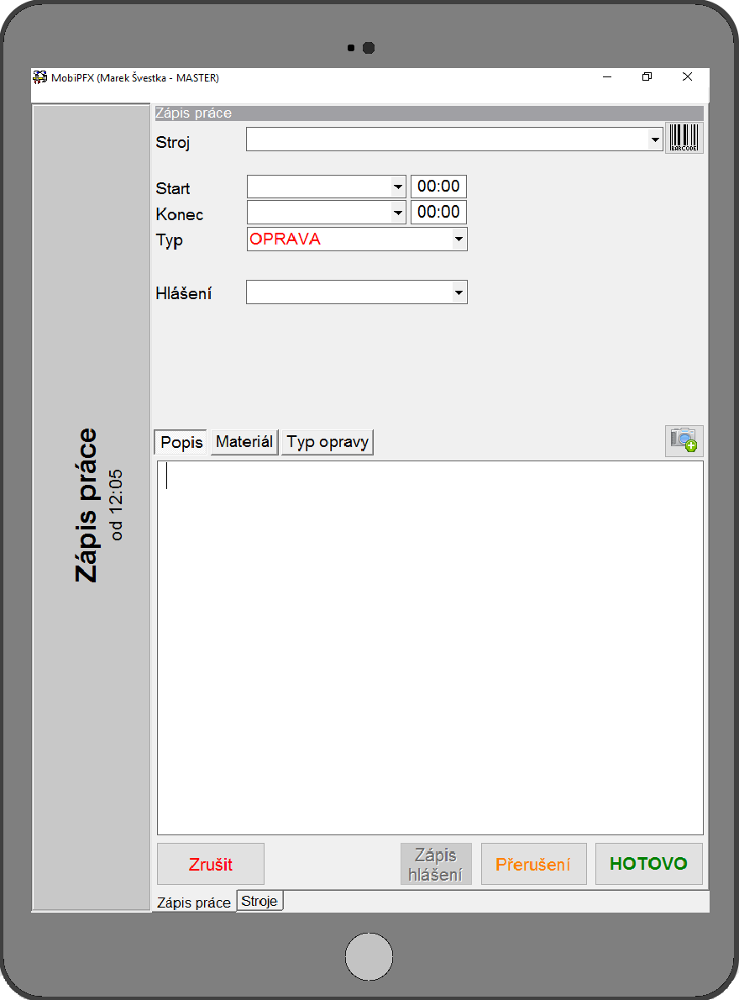 MobiPFX (Marek Švestka - MASTER)
Zápis práce
Stroj
BARCODE
Start 00:00
Konec 00:00
Typ OPRAVA
Hlášení
Popis Materiál Typ opravy
Zápis práce
od 12:05
Zrušit
Zápis
hlášení
Přerušení
HOTOVO
Zápis práce Stroje